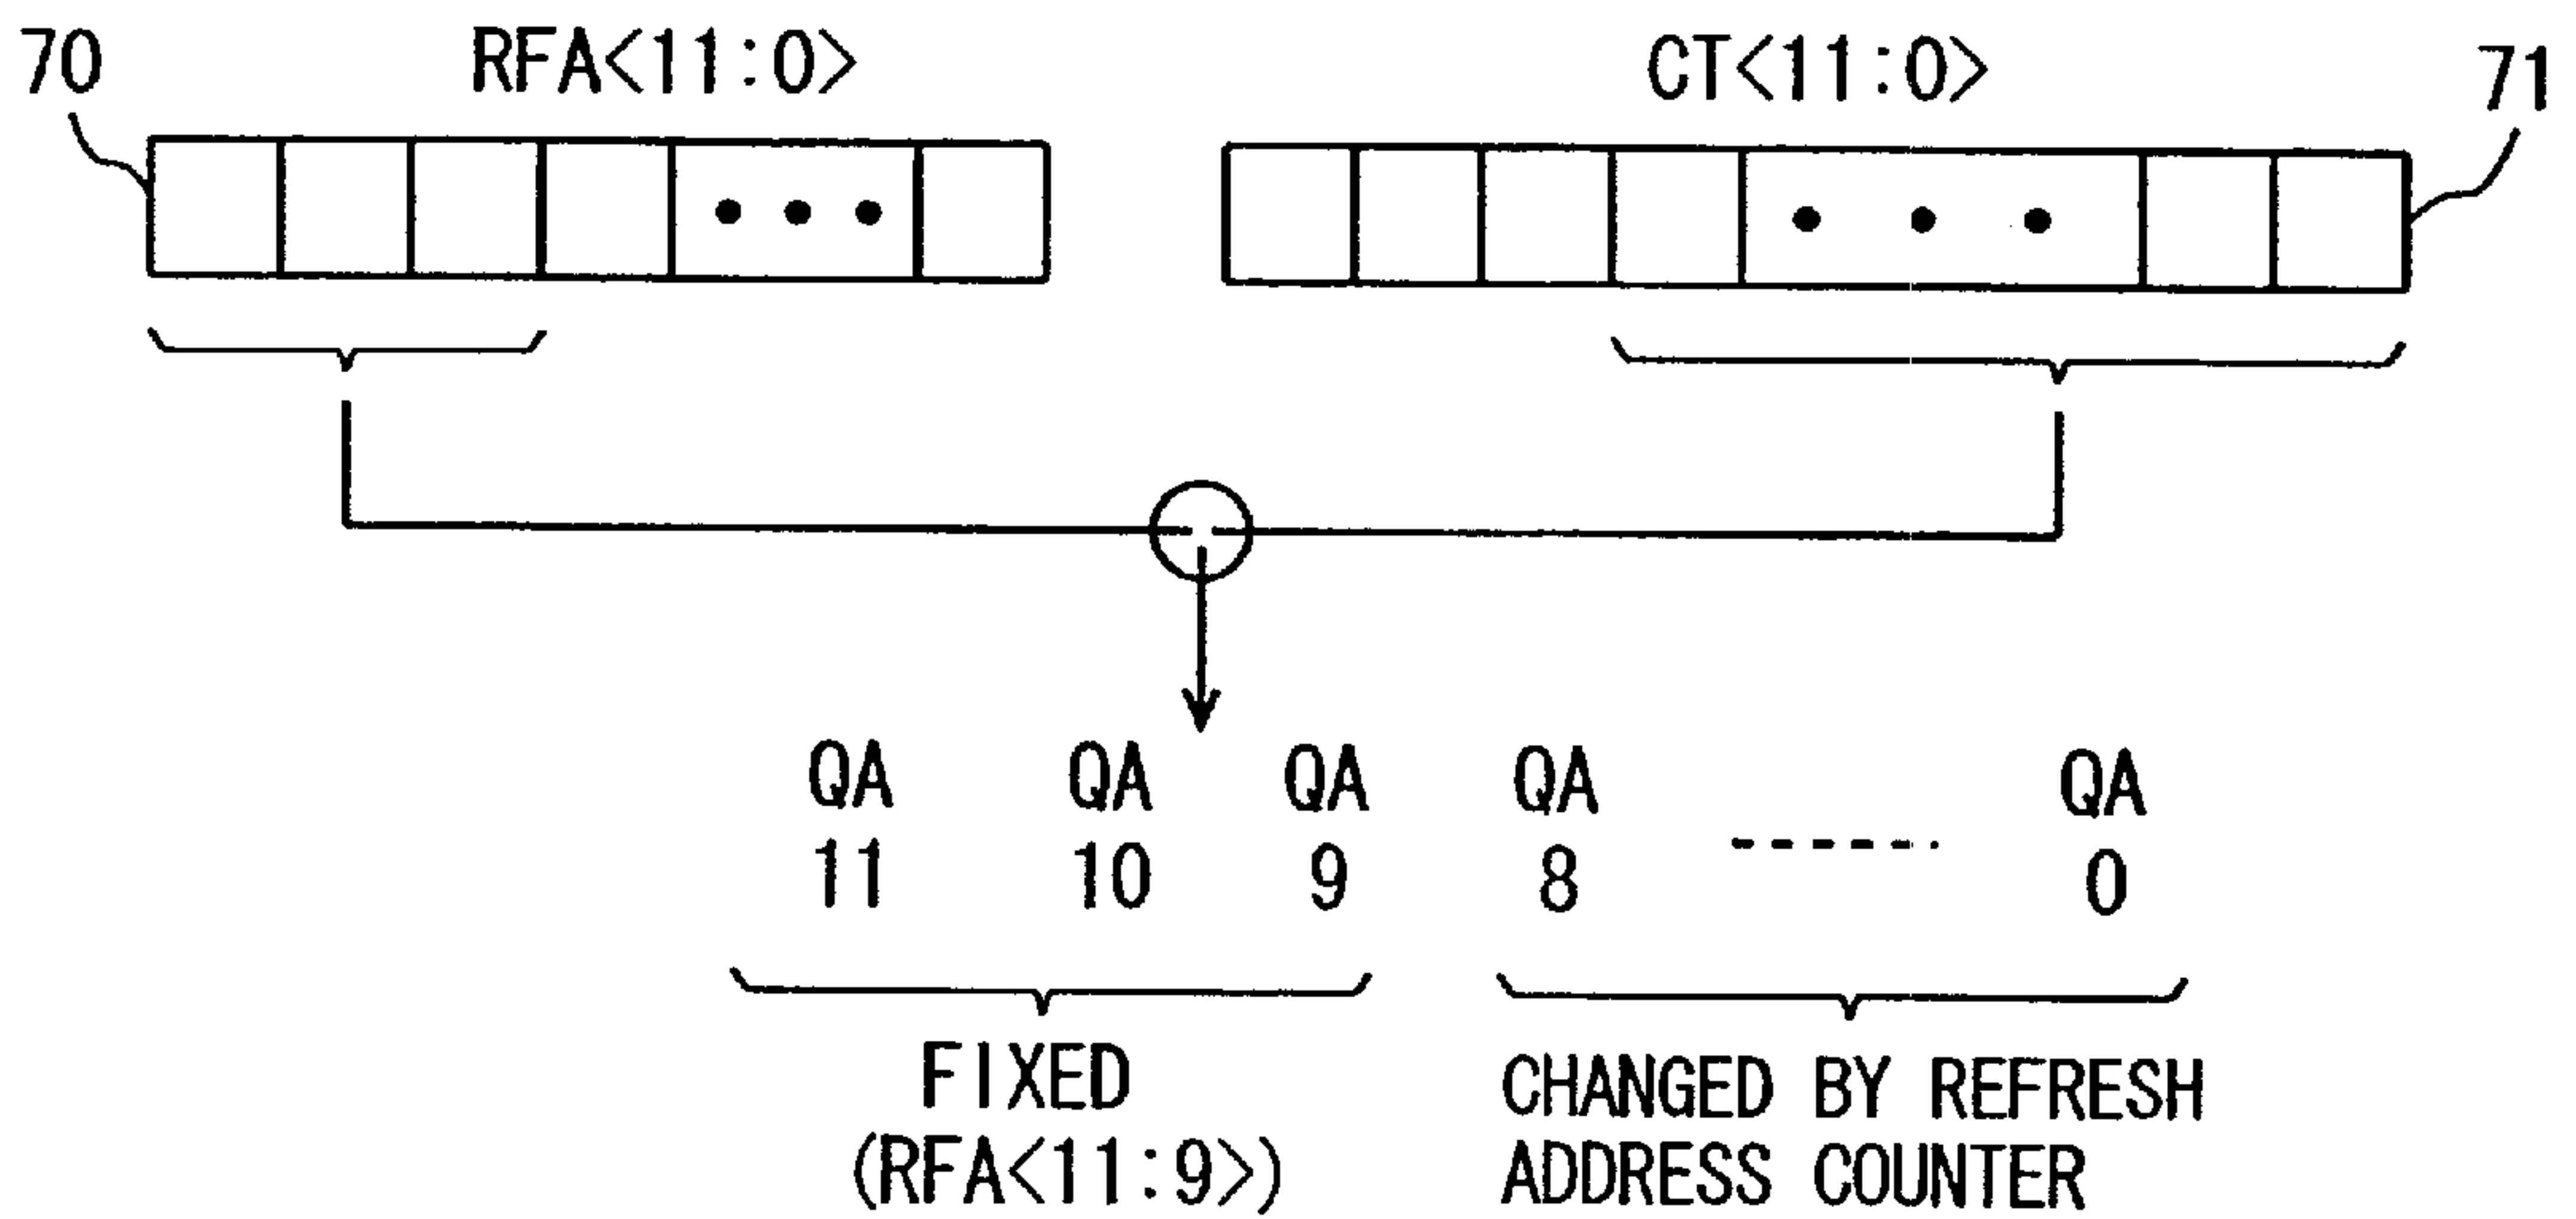 70 RFA<11:0> CT<11:0> 71
QA QA QA QA QA
11 10 9 8 0
FIXED CHANGED BY REFRESH
(RFA<11:9>) ADDRESS COUNTER